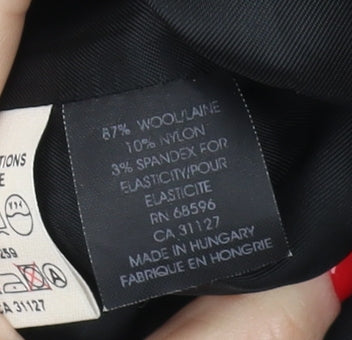 87% WOOL/LAINE
10% NYLON
3% SPANDEX FOR
ELASTICITY/POUR
ELASTICITE
RN 68596
CA 31127
MADE IN HUNGARY
FABRIQUE EN HONGRIE
TIONS
E
259
A
CA 31127